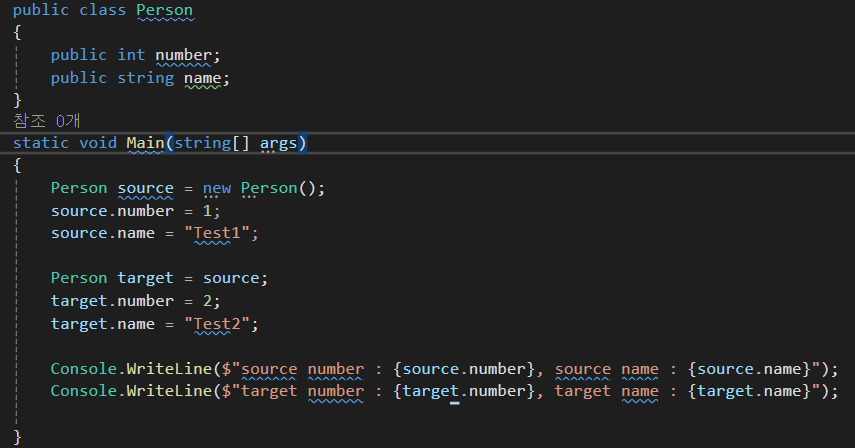 public class Person
{
public int number;
public string name;
}
참조 0개
static void Main(string[] args)
{
Person source = new Person();
source.number = 1;
source.name = "Test1";
Person target = source;
target.number = 2;
target.name = "Test2";
Console.WriteLine($"source number : {source.number}, source name : {source.name}");
Console.WriteLine($"target number : {target.number}, target name : {target.name}");
}